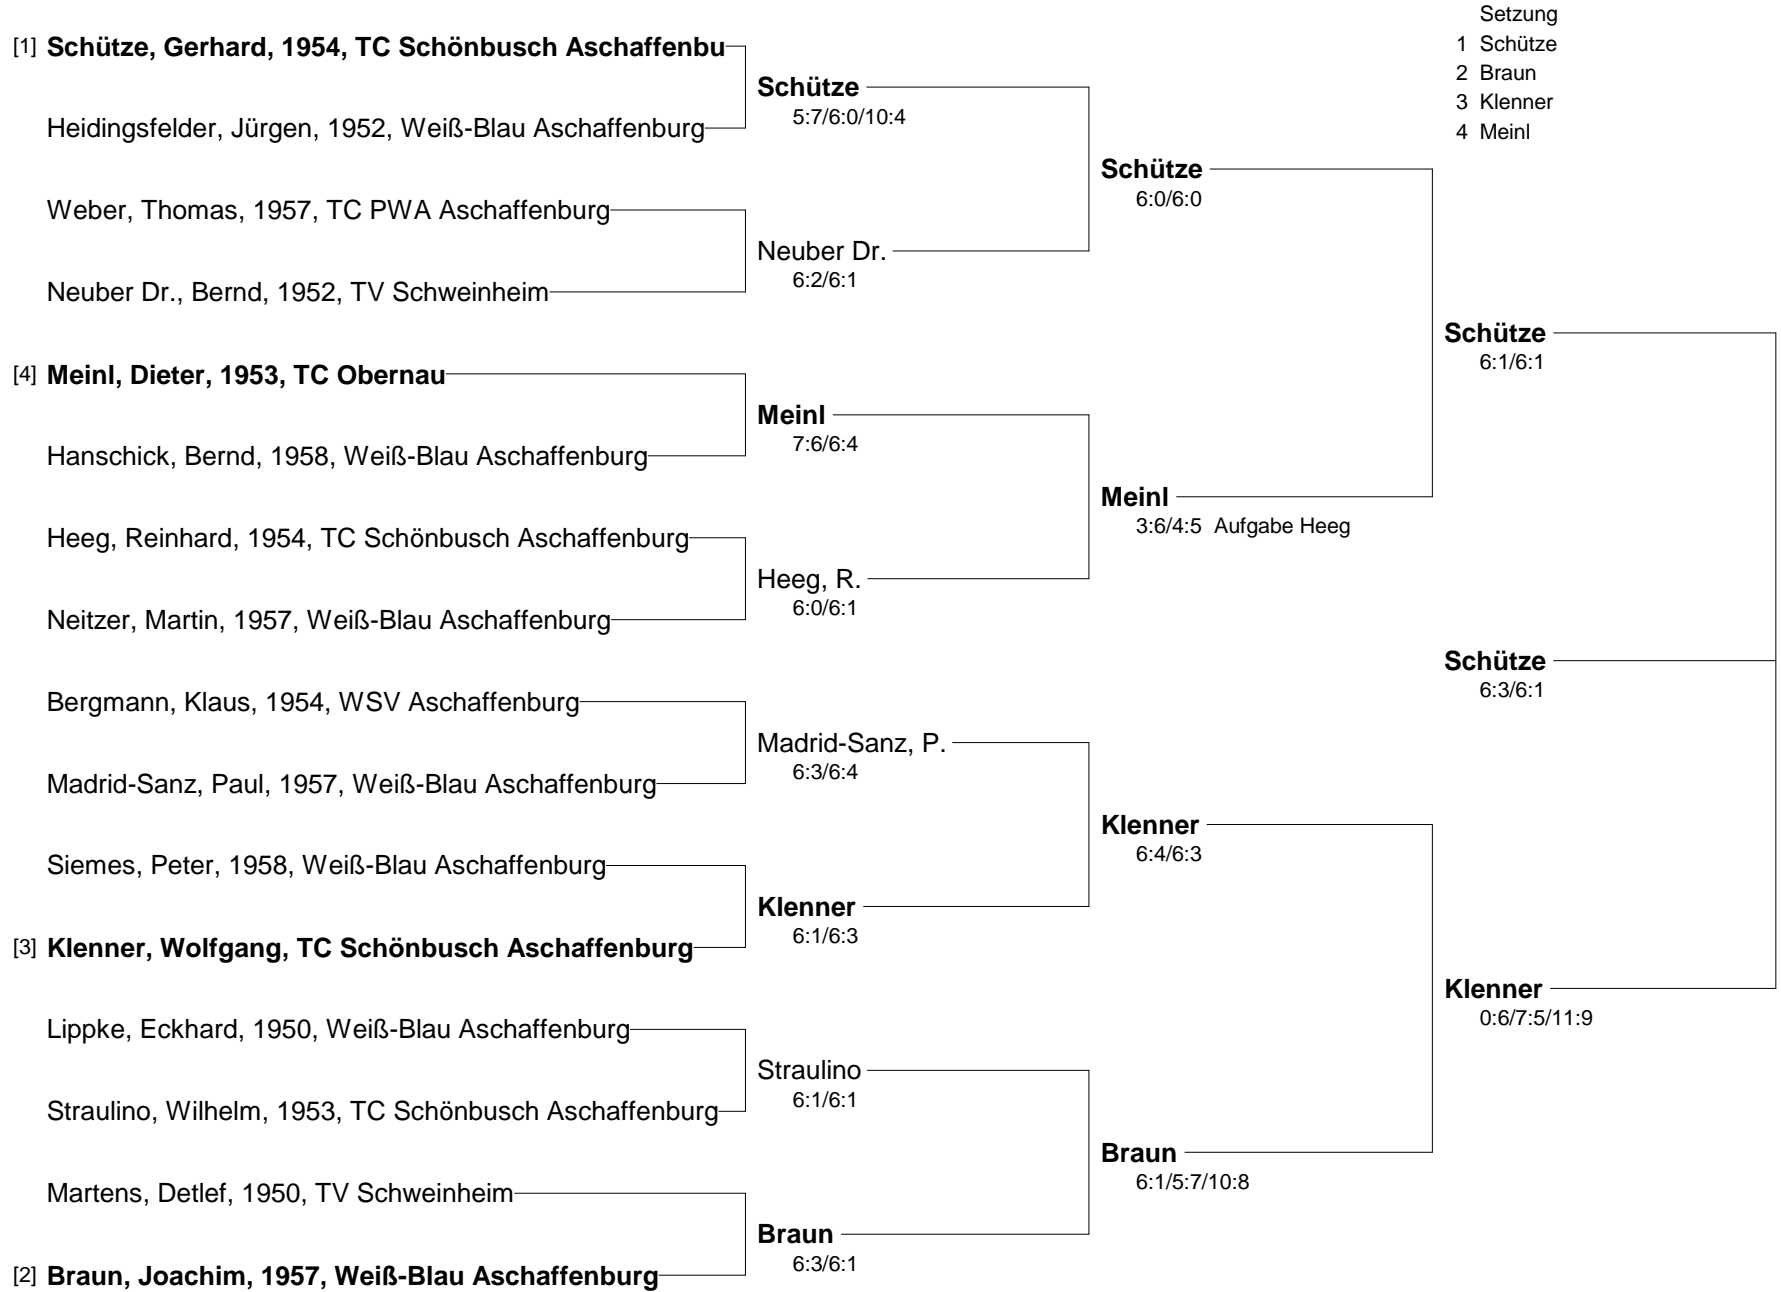 Setzung
1 Schütze
2 Braun
3 Klenner
4 Meinl
[1] Schütze, Gerhard, 1954, TC Schönbusch Aschaffenbu
Heidingsfelder, Jürgen, 1952, Weiß-Blau Aschaffenburg
Weber, Thomas, 1957, TC PWA Aschaffenburg
Neuber Dr., Bernd, 1952, TV Schweinheim
[4] Meinl, Dieter, 1953, TC Obernau
Hanschick, Bernd, 1958, Weiß-Blau Aschaffenburg
Heeg, Reinhard, 1954, TC Schönbusch Aschaffenburg
Neitzer, Martin, 1957, Weiß-Blau Aschaffenburg
Bergmann, Klaus, 1954, WSV Aschaffenburg
Madrid-Sanz, Paul, 1957, Weiß-Blau Aschaffenburg
Siemes, Peter, 1958, Weiß-Blau Aschaffenburg
[3] Klenner, Wolfgang, TC Schönbusch Aschaffenburg
Lippke, Eckhard, 1950, Weiß-Blau Aschaffenburg
Straulino, Wilhelm, 1953, TC Schönbusch Aschaffenburg
Martens, Detlef, 1950, TV Schweinheim
[2] Braun, Joachim, 1957, Weiß-Blau Aschaffenburg
Schütze
5:7/6:0/10:4
Neuber Dr.
6:2/6:1
Meinl
7:6/6:4
Heeg, R.
6:0/6:1
Madrid-Sanz, P.
6:3/6:4
Klenner
6:1/6:3
Straulino
6:1/6:1
Braun
6:3/6:1
Schütze
6:0/6:0
Meinl
3:6/4:5 Aufgabe Heeg
Klenner
6:4/6:3
Braun
6:1/5:7/10:8
Schütze
6:1/6:1
Schütze
6:3/6:1
Klenner
0:6/7:5/11:9